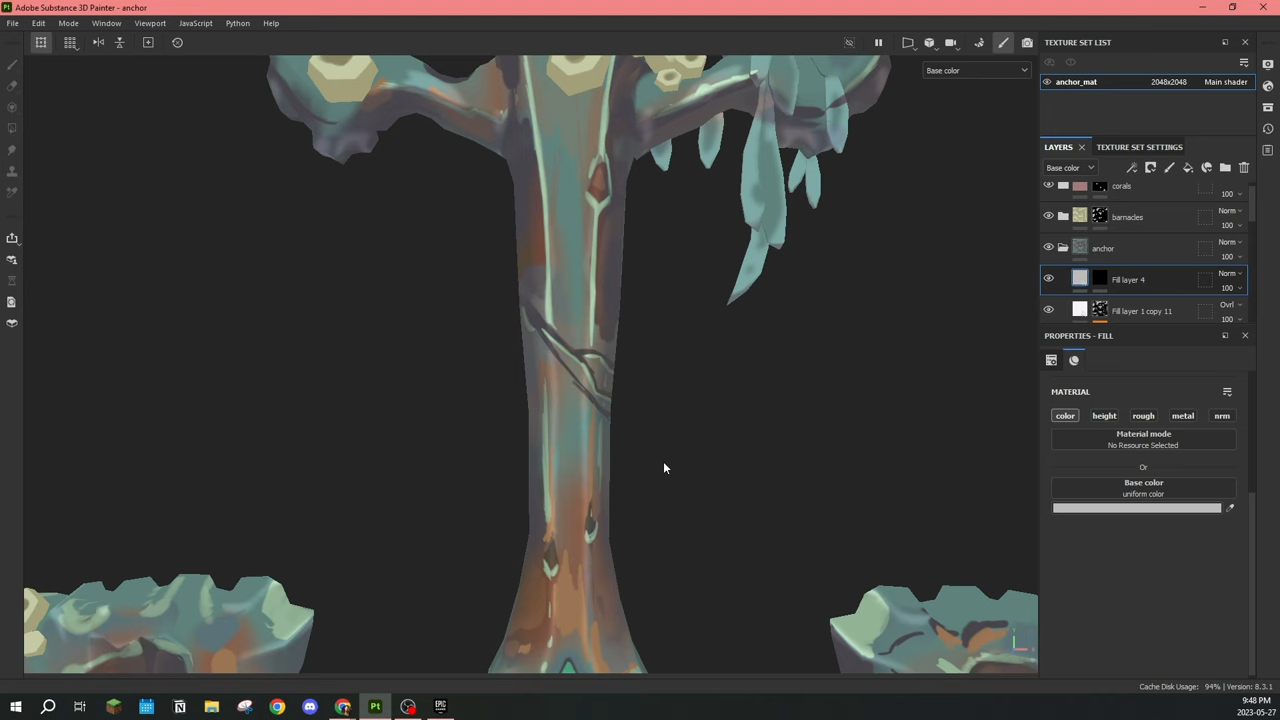 Adobe Substance 3D Painter - anchor
File Edit Mode Window Viewport JavaScript Python Help
Base color
TEXTURE SET LIST
anchor_mat 2048x2048 Main shader
LAYERS TEXTURE SET SETTINGS
Base color
corals
100
barnacles Norm
100
anchor Norm
100
Fill layer 4 Norm
100
Fill layer 1 copy 11 Ovrl
100
PROPERTIES - FILL
MATERIAL
color height rough metal nrm
Material mode
No Resource Selected
Or
Base color
uniform color
Cache Disk Usage: 94% | Version: 8.3.1
Pt
EPIC
9:48 PM
2023-05-27